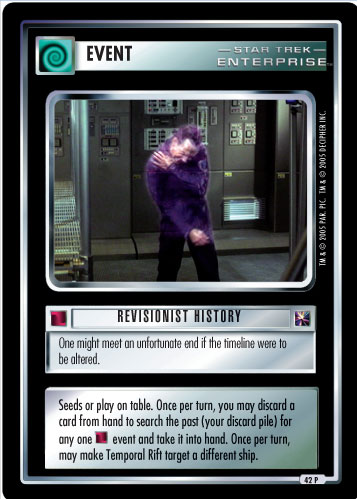 EVENT
STAR TREK
ENTERPRISE™
TM & © 2005 PAR. PIC. TM & © 2005 DECIPHER INC.
REVISIONIST HISTORY
One might meet an unfortunate end if the timeline were to
be altered.
Seeds or play on table. Once per turn, you may discard a
card from hand to search the past (your discard pile) for
any one event and take it into hand. Once per turn,
may make Temporal Rift target a different ship.
42 P